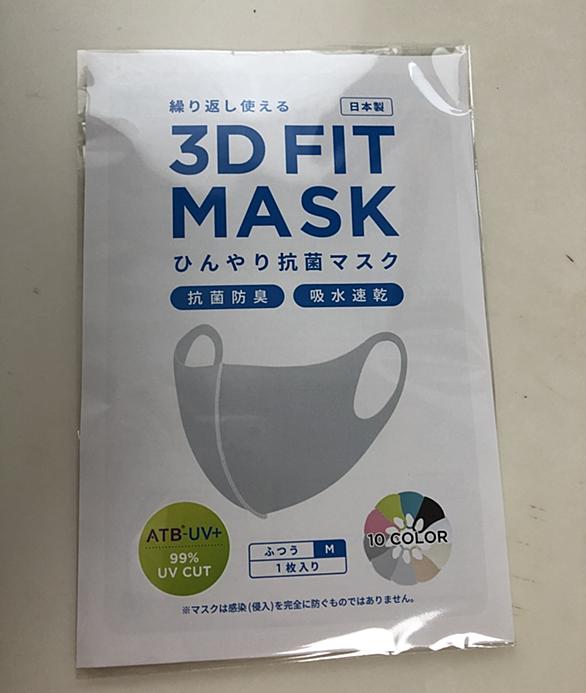 繰り返し使える 日本製
3D FIT
MASK
ひんやり抗菌マスク
抗菌防臭 吸水速乾
ATB®-UV+
99%
UV CUT
ふつう M
1枚入り
10 COLOR
※マスクは感染(侵入)を完全に防ぐものではありません。